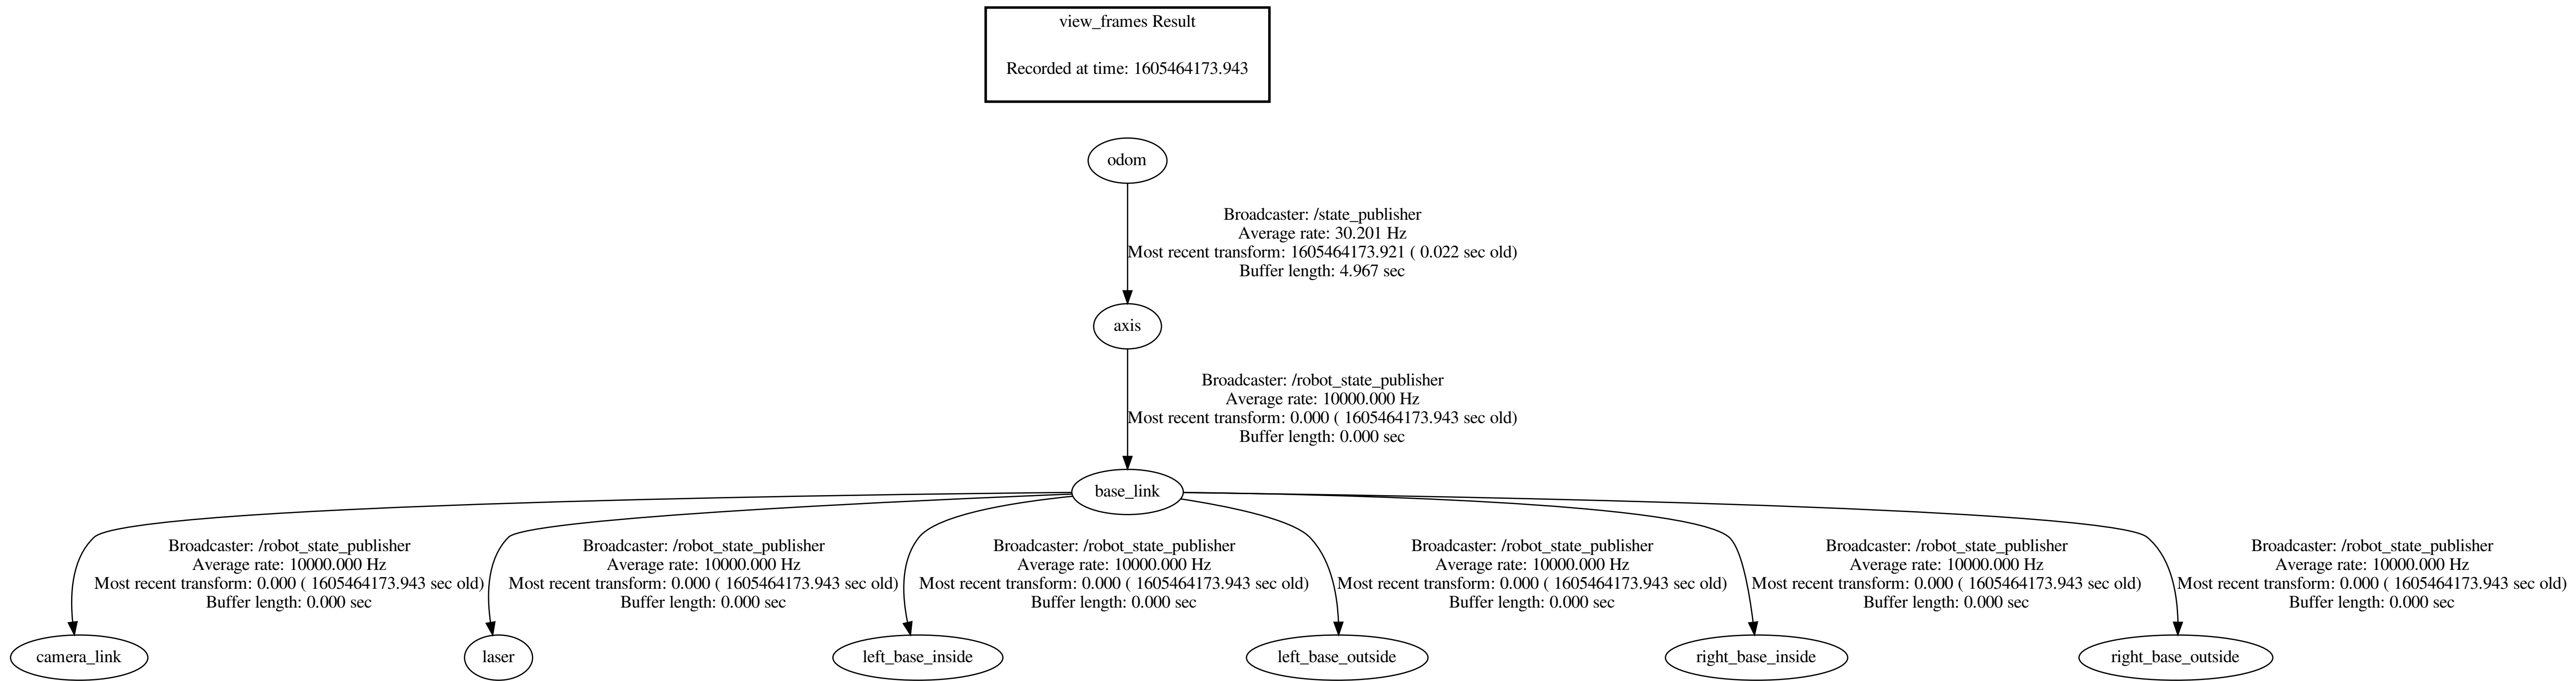 view_frames Result
Recorded at time: 1605464173.943
odom
Broadcaster: /state_publisher
Average rate: 30.201 Hz
Most recent transform: 1605464173.921 ( 0.022 sec old)
Buffer length: 4.967 sec
axis
Broadcaster: /robot_state_publisher
Average rate: 10000.000 Hz
Most recent transform: 0.000 ( 1605464173.943 sec old)
Buffer length: 0.000 sec
base_link
Broadcaster: /robot_state_publisher
Average rate: 10000.000 Hz
Most recent transform: 0.000 ( 1605464173.943 sec old)
Buffer length: 0.000 sec
Broadcaster: /robot_state_publisher
Average rate: 10000.000 Hz
Most recent transform: 0.000 ( 1605464173.943 sec old)
Buffer length: 0.000 sec
Broadcaster: /robot_state_publisher
Average rate: 10000.000 Hz
Most recent transform: 0.000 ( 1605464173.943 sec old)
Buffer length: 0.000 sec
Broadcaster: /robot_state_publisher
Average rate: 10000.000 Hz
Most recent transform: 0.000 ( 1605464173.943 sec old)
Buffer length: 0.000 sec
Broadcaster: /robot_state_publisher
Average rate: 10000.000 Hz
Most recent transform: 0.000 ( 1605464173.943 sec old)
Buffer length: 0.000 sec
Broadcaster: /robot_state_publisher
Average rate: 10000.000 Hz
Most recent transform: 0.000 ( 1605464173.943 sec old)
Buffer length: 0.000 sec
camera_link
laser
left_base_inside
left_base_outside
right_base_inside
right_base_outside